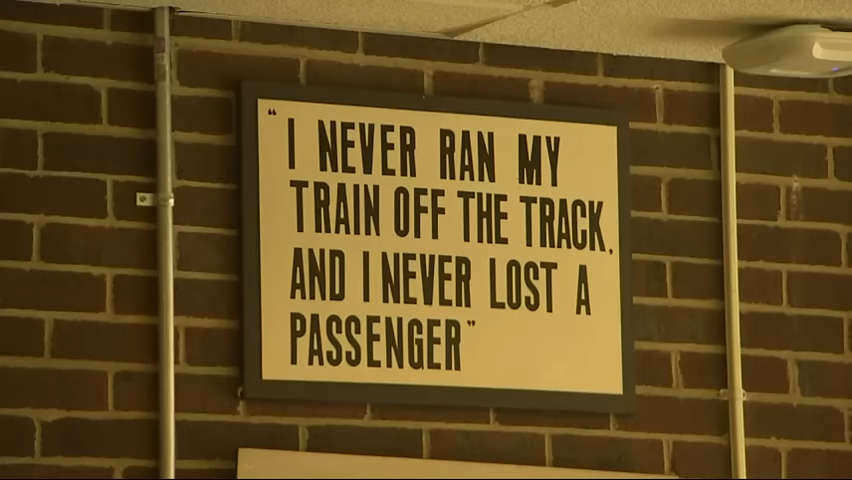 “I NEVER RAN MY
TRAIN OFF THE TRACK,
AND I NEVER LOST A
PASSENGER”